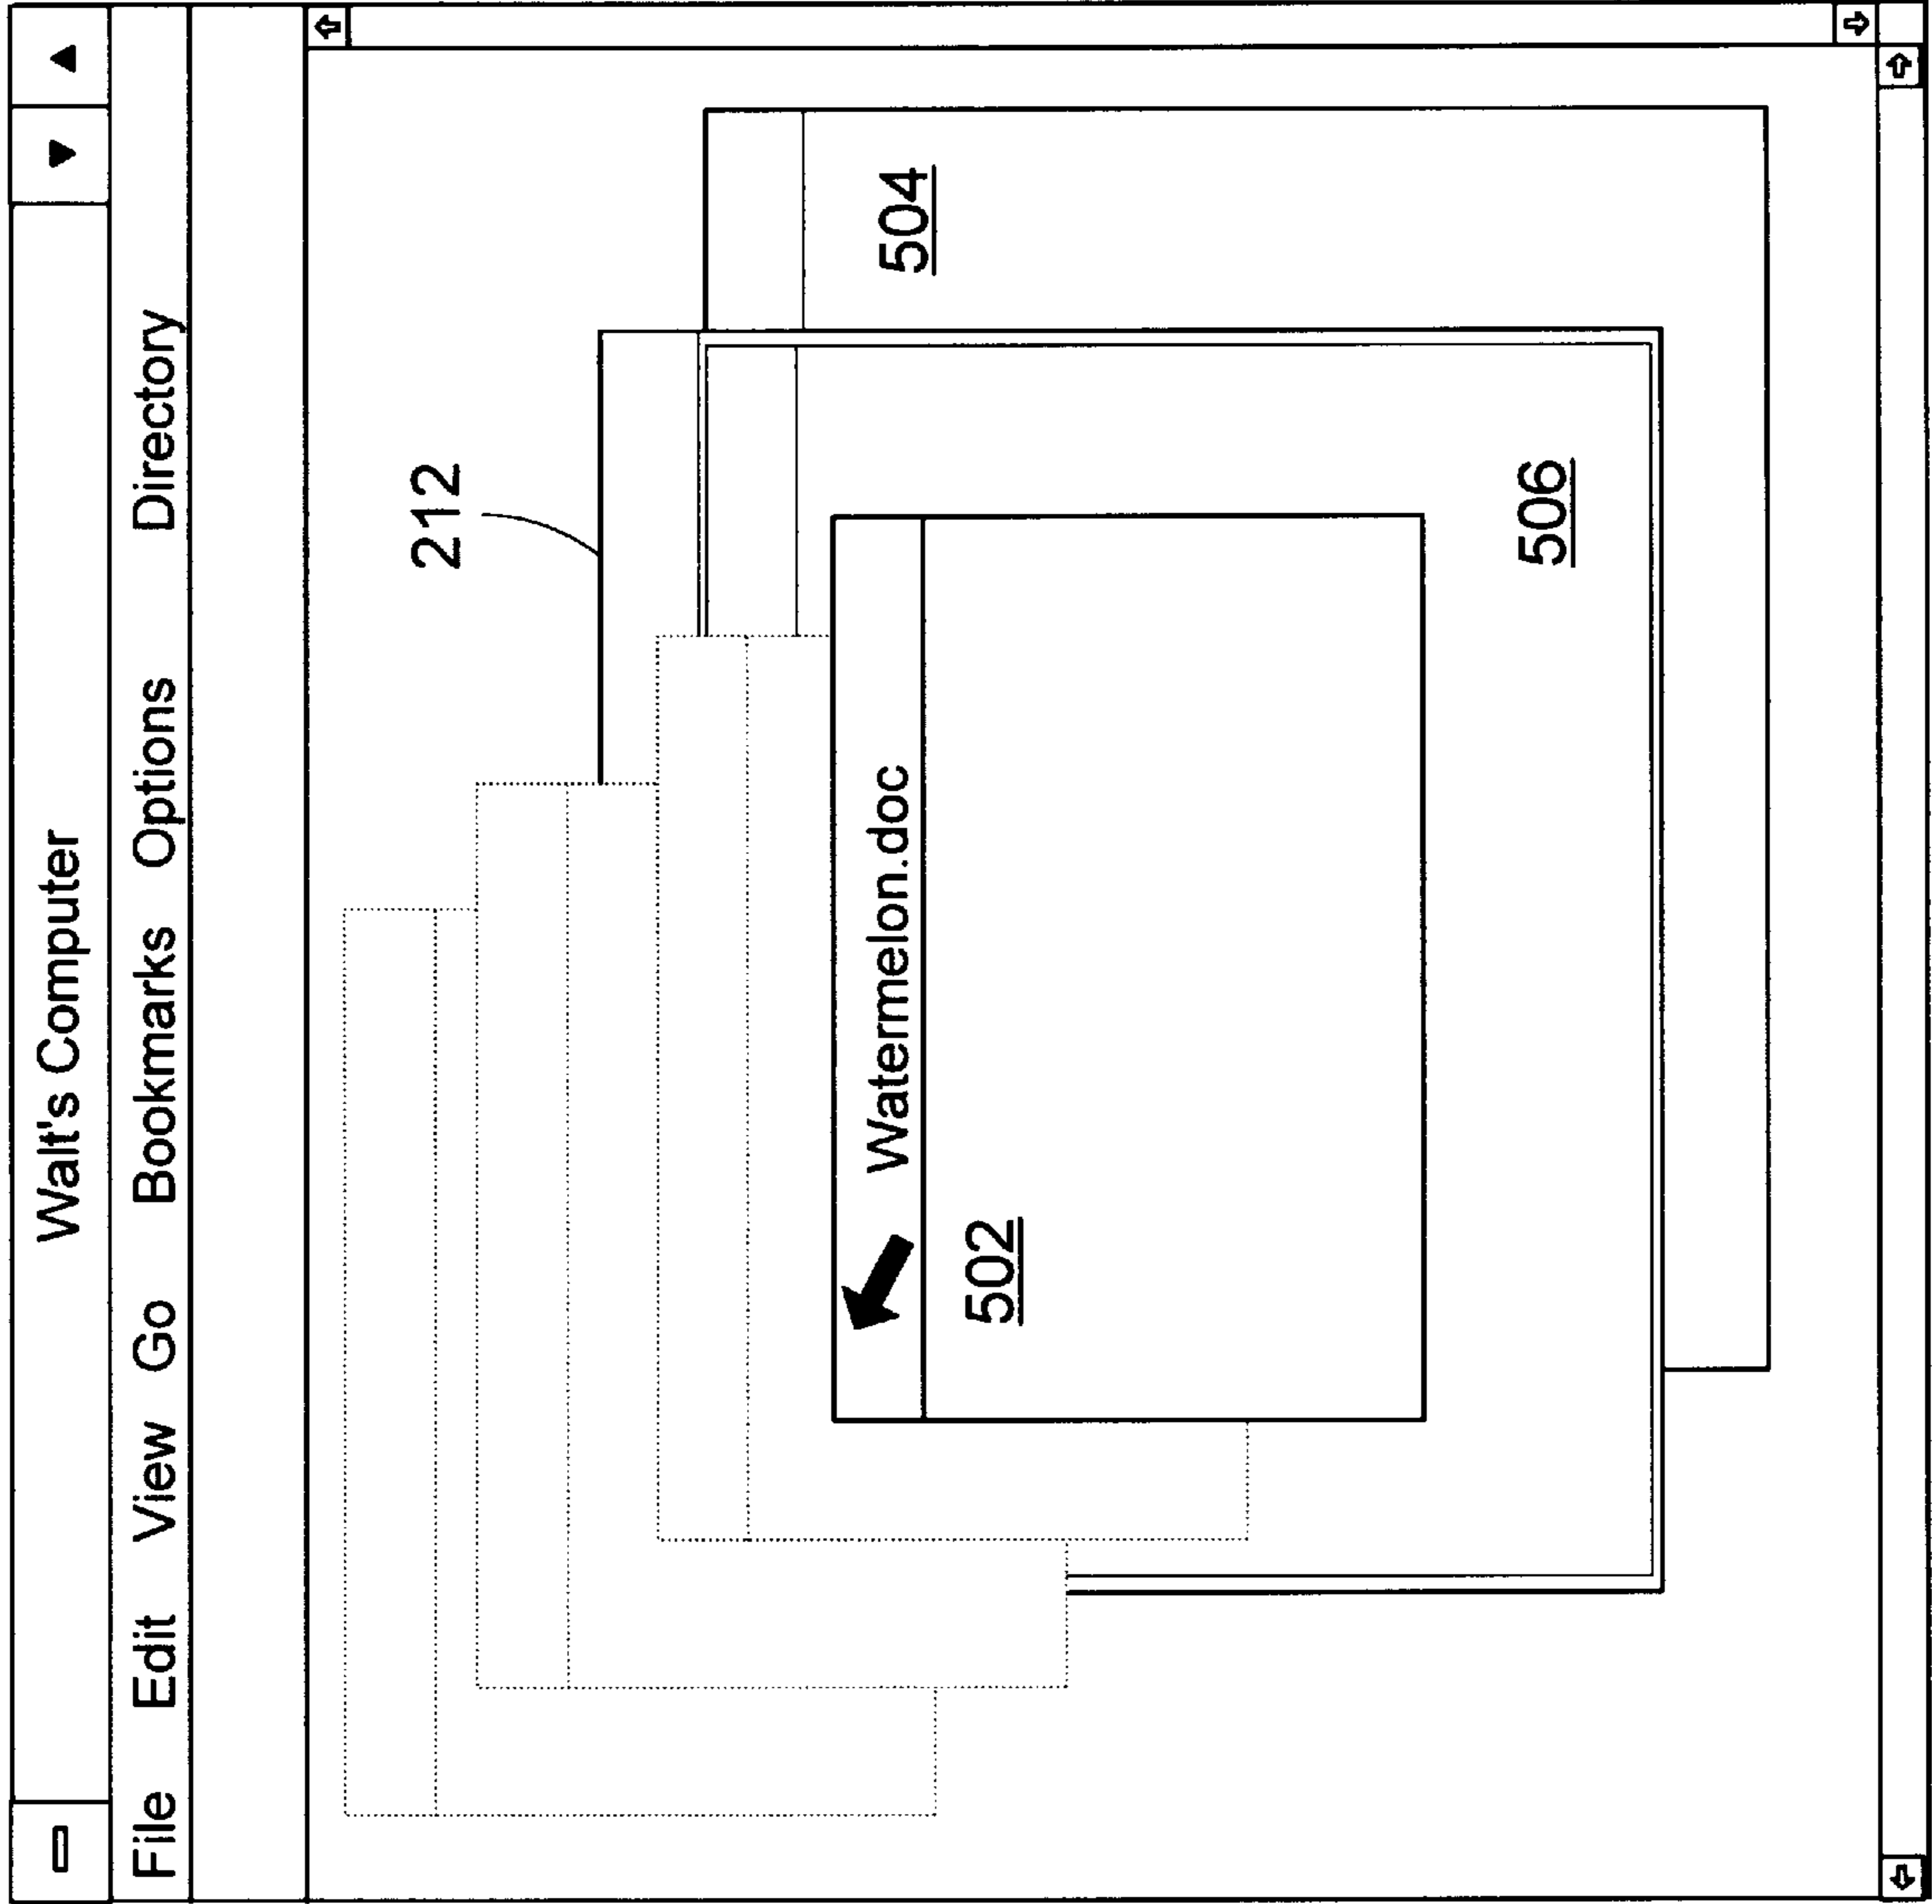 Walt's Computer
File Edit View Go Bookmarks Options Directory
212
504
Watermelon.doc
502
506